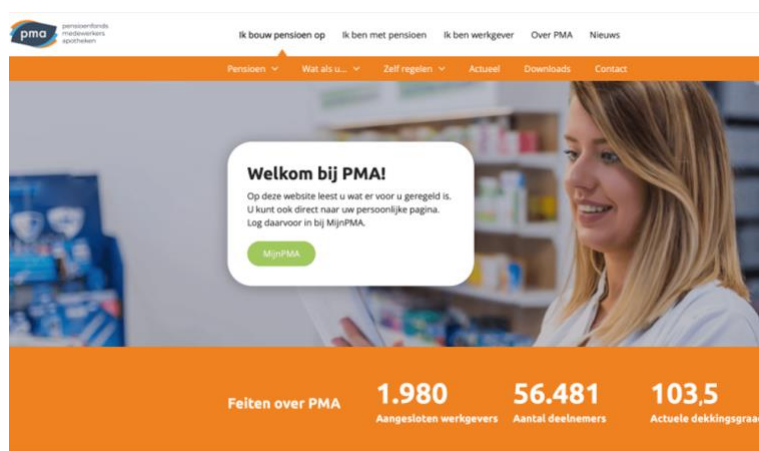 pma
pensioenfonds
medewerkers
apotheken
Ik bouw pensioen op Ik ben met pensioen Ik ben werkgever Over PMA Nieuws
Pensioen Wat als u... Zelf regelen Actueel Downloads Contact
Welkom bij PMA!
Op deze website leest u wat er voor u geregeld is.
U kunt ook direct naar uw persoonlijke pagina.
Log daarvoor in bij MijnPMA.
MijnPMA
Feiten over PMA
1.980 56.481 103,5
Aangesloten werkgevers Aantal deelnemers Actuele dekkingsgraa